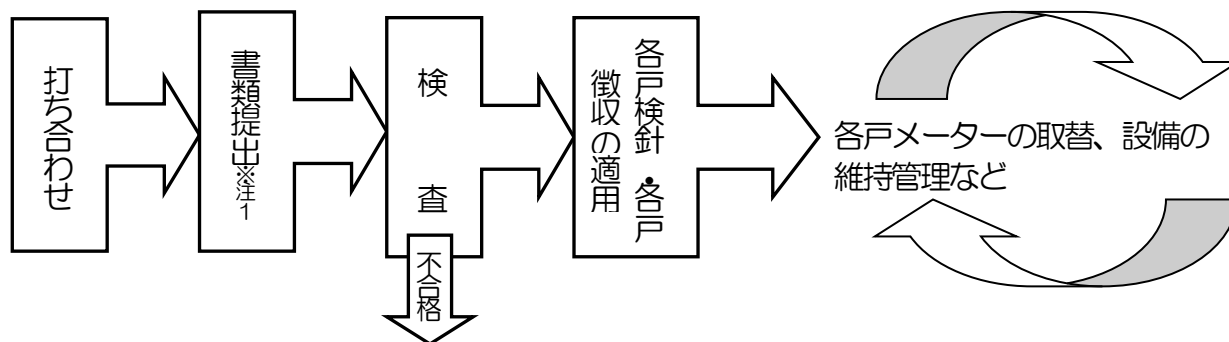 打ち合わせ
書類提出※注1
検査
不合格
各戸検針・各戸
徴収の適用
各戸メーターの取替、設備の
維持管理など